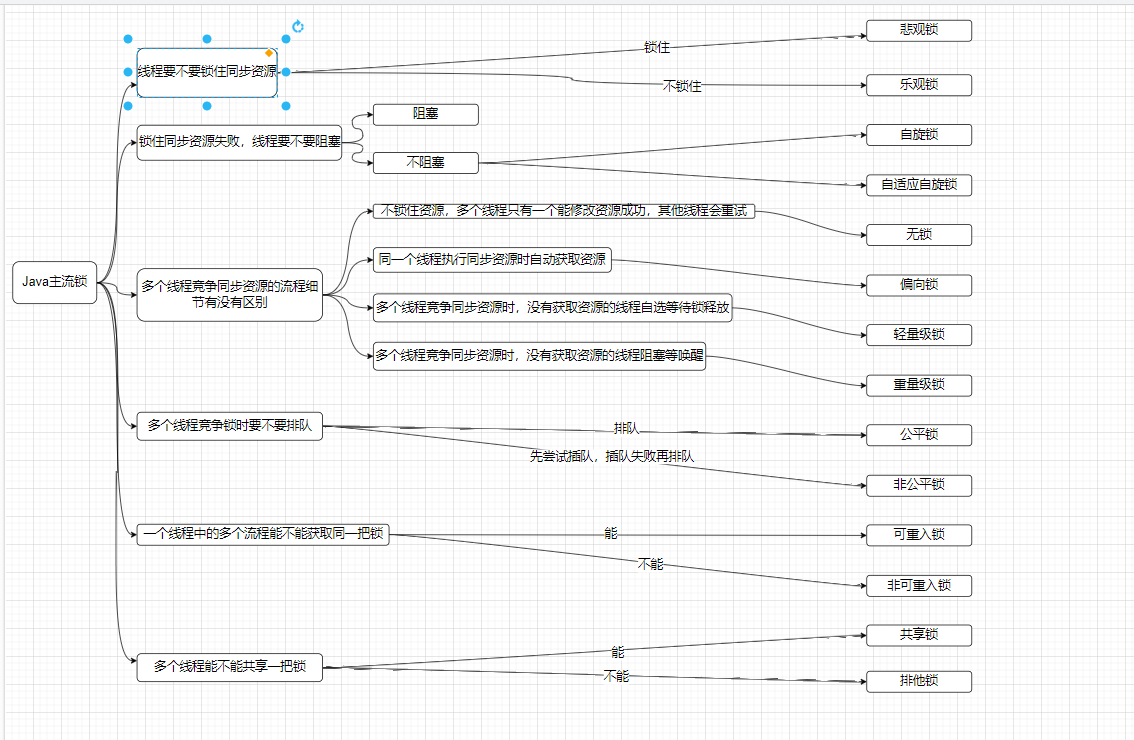 悲观锁
锁住
线程要不要锁住同步资源
不锁住
乐观锁
阻塞
锁住同步资源失败，线程要不要阻塞
自旋锁
不阻塞
自适应自旋锁
不锁住资源，多个线程只有一个能修改资源成功，其他线程会重试
无锁
同一个线程执行同步资源时自动获取资源
偏向锁
Java主流锁
多个线程竞争同步资源的流程细
节有没有区别
多个线程竞争同步资源时，没有获取资源的线程自选等待锁释放
轻量级锁
多个线程竞争同步资源时，没有获取资源的线程阻塞等唤醒
重量级锁
多个线程竞争锁时要不要排队
排队
公平锁
先尝试插队，插队失败再排队
非公平锁
一个线程中的多个流程能不能获取同一把锁
能
可重入锁
不能
非可重入锁
多个线程能不能共享一把锁
能
共享锁
不能
排他锁